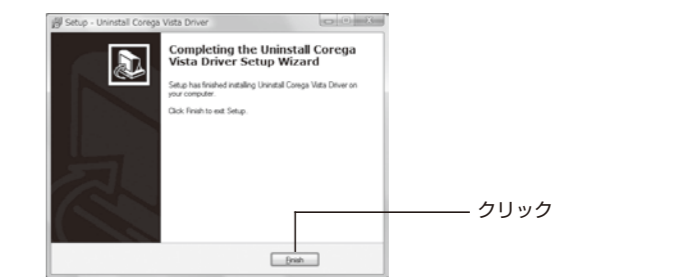 Setup - Uninstall Corega Vista Driver
Completing the Uninstall Corega
Vista Driver Setup Wizard
Setup has finished installing Uninstall Corega Vista Driver on
your computer.
Click Finish to exit Setup.
クリック
Finish